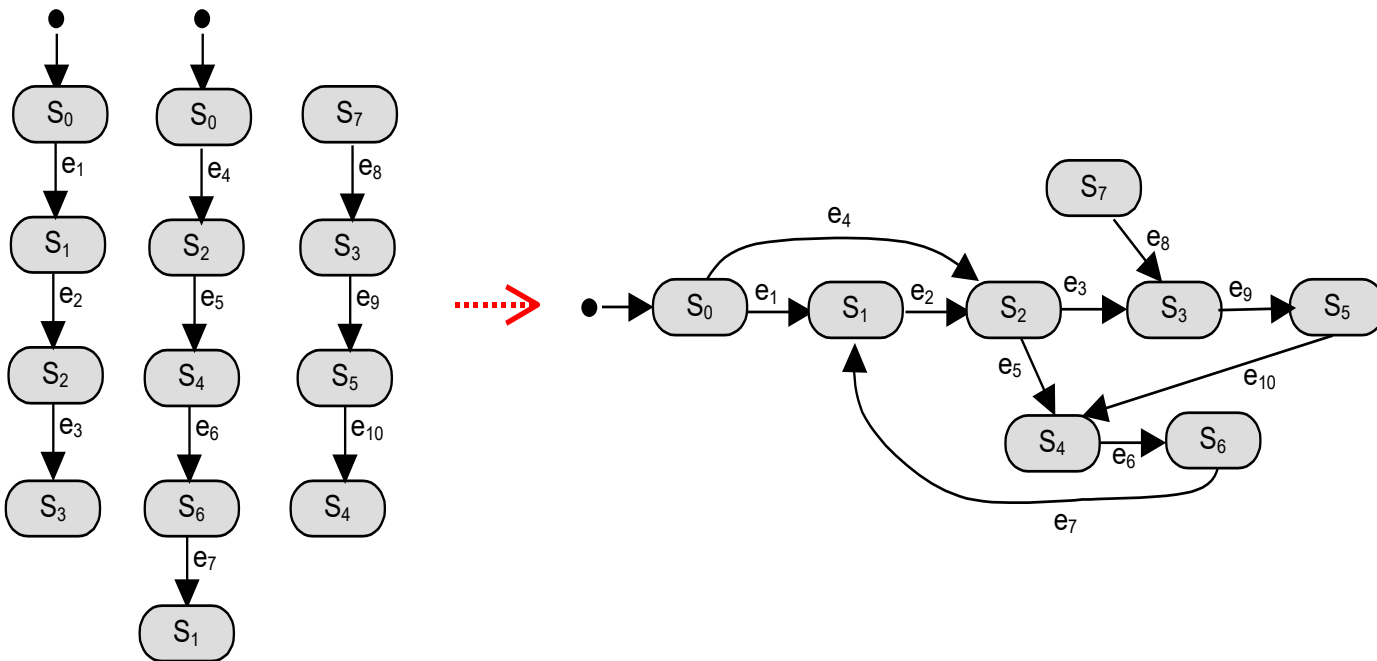 S₀
e₁
S₁
e₂
S₂
e₃
S₃
S₀
e₄
S₂
e₅
S₄
e₆
S₆
e₇
S₁
S₇
e₈
S₃
e₉
S₅
e₁₀
S₄
S₇
e₄
e₈
S₀
e₁
S₁
e₂
S₂
e₃
S₃
e₉
S₅
e₅
e₁₀
S₄
e₆
S₆
e₇